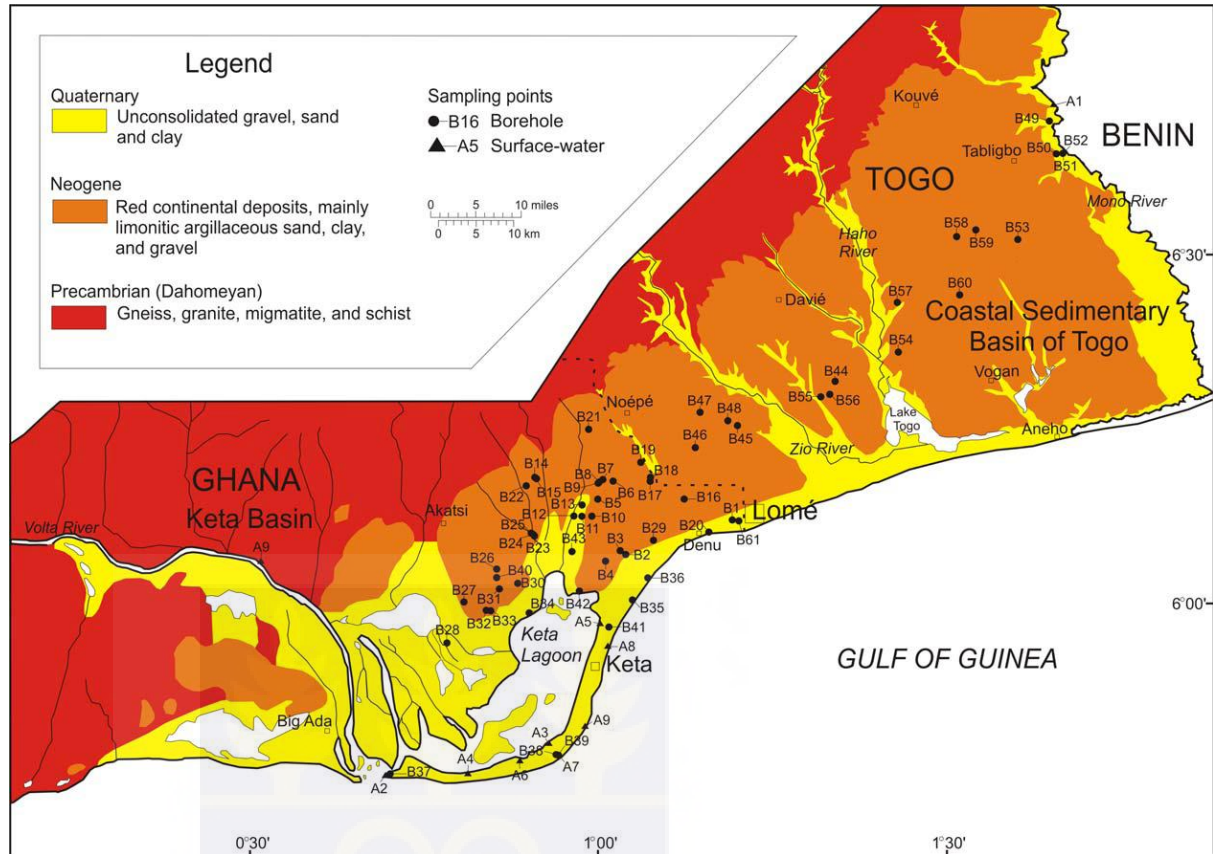 Legend
Quaternary
Unconsolidated gravel, sand
and clay
Neogene
Red continental deposits, mainly
limonitic argillaceous sand, clay,
and gravel
Precambrian (Dahomeyan)
Gneiss, granite, migmatite, and schist
Sampling points
B16 Borehole
A5 Surface-water
0 5 10 miles
0 5 10 km
Kouvé
A1
B49
BENIN
B52
B50
Tabligbo
B51
TOGO
Mono River
Haho
River
B58
B59
B53
6°30'
B57
B60
Davié
Coastal Sedimentary
Basin of Togo
B54
Vogan
B44
B55
B56
Lake
Togo
Aneho
Noépé
B47
B48
B45
B21
B46
Zio River
B19
B18
B14
B8
B7
B22
B15
B9
B6
B17
GHANA
Keta Basin
B13
B5
B16
Akatsi
B12
B11
B10
B1
Lomé
Volta River
B25
B29
B20
B61
Denu
B24
B23
B43
B3
B2
A9
B26
B4
B40
B30
B36
B27
B31
B34
B42
B35
6°00'
B32
B33
A5
B41
B28
Keta
Lagoon
A8
Keta
GULF OF GUINEA
Big Ada
A9
A3
B39
B38
A4
A6
A7
B37
A2
0°30'
1°00'
1°30'